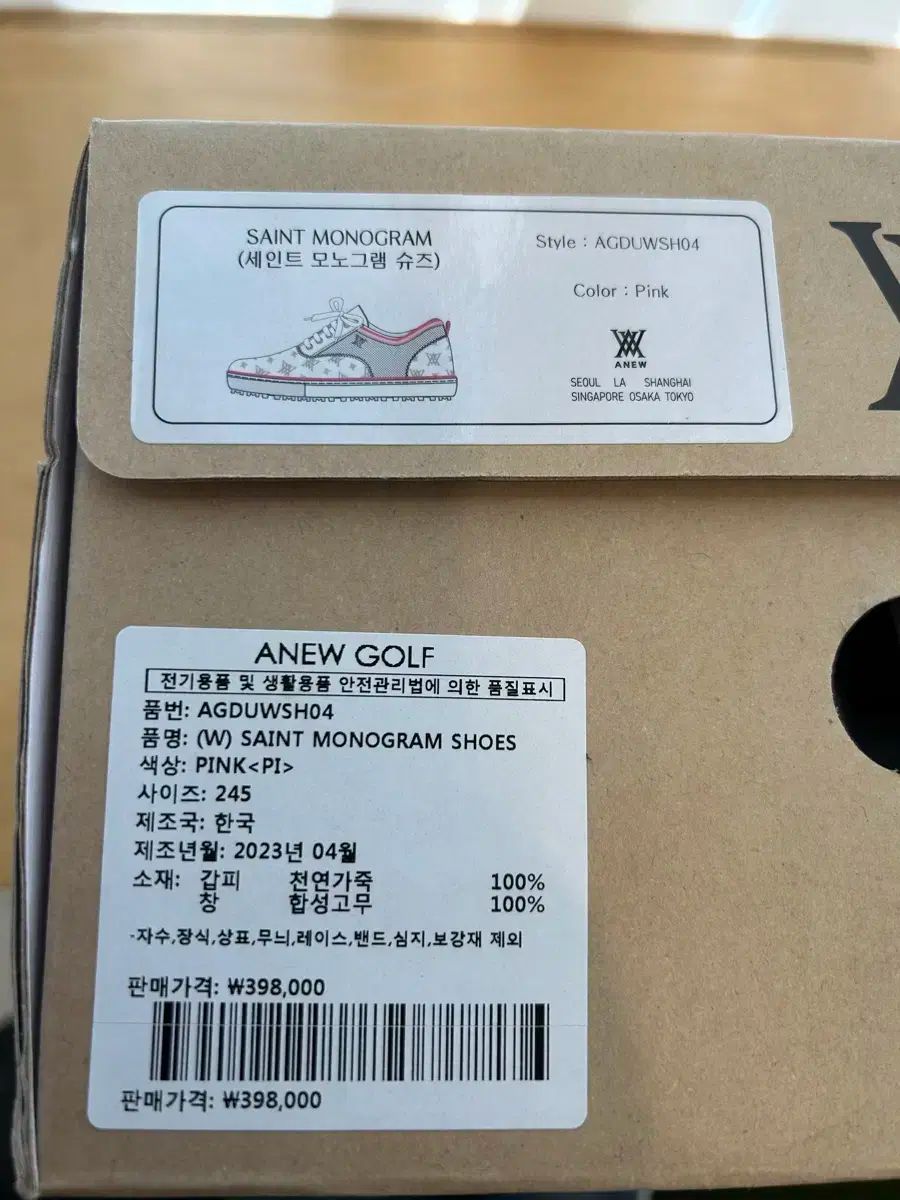 SAINT MONOGRAM
(세인트 모노그램 슈즈)
Style : AGDUWSH04
Color : Pink
ANEW
SEOUL LA SHANGHAI
SINGAPORE OSAKA TOKYO
ANEW GOLF
전기용품 및 생활용품 안전관리법에 의한 품질표시
품번: AGDUWSH04
품명: (W) SAINT MONOGRAM SHOES
색상: PINK<PI>
사이즈: 245
제조국: 한국
제조년월: 2023년 04월
소재: 갑피 천연가죽 100%
창 합성고무 100%
-자수,장식,상표,무늬,레이스,밴드,심지,보강재 제외
판매가격: ₩398,000
판매가격: ₩398,000